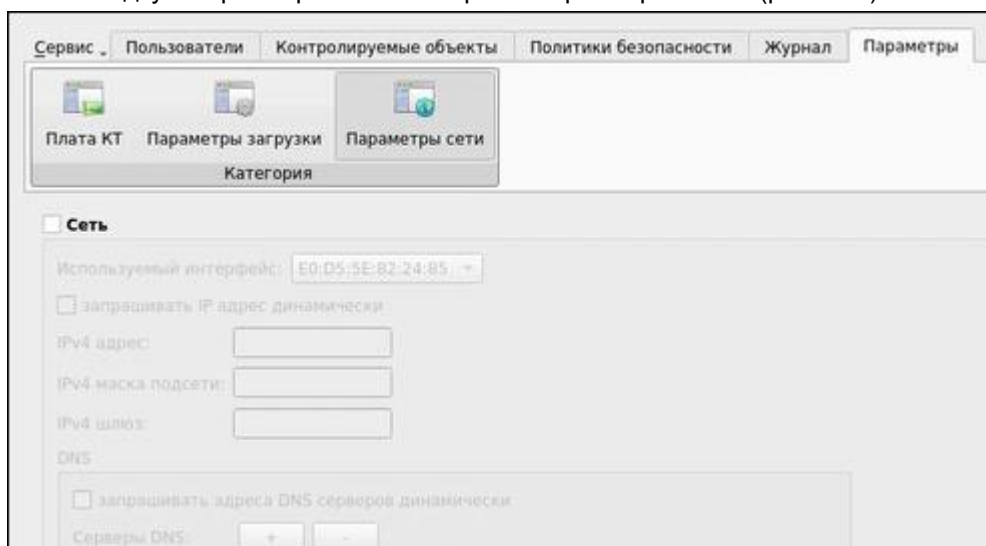 Сервис Пользователи Контролируемые объекты Политики безопасности Журнал Параметры
Плата КТ Параметры загрузки Параметры сети
Категория
Сеть
Используемый интерфейс: E0:D5:5E:82:24:85
запрашивать IP адрес динамически
IPv4 адрес:
IPv4 маска подсети:
IPv4 шлюз:
DNS
запрашивать адреса DNS серверов динамически
Серверы DNS: + -